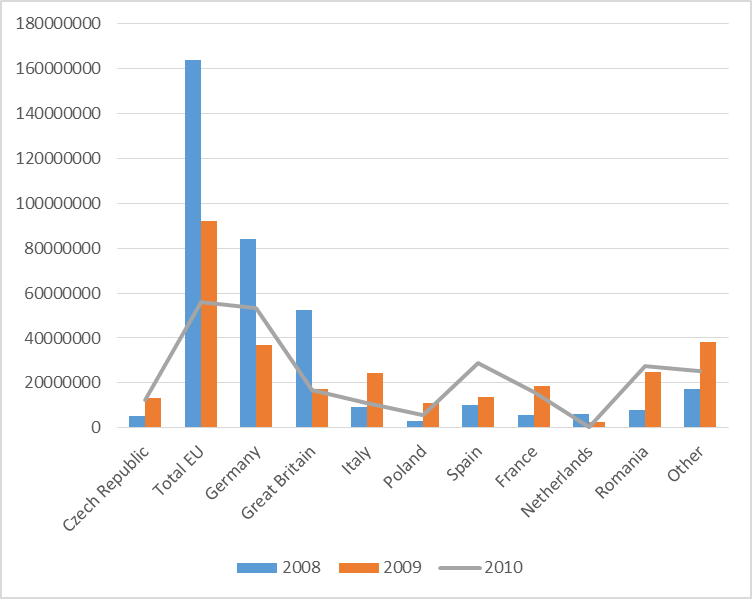 180000000
160000000
140000000
120000000
100000000
80000000
60000000
40000000
20000000
0
Czech Republic
Total EU
Germany
Great Britain
Italy
Poland
Spain
France
Netherlands
Romania
Other
2008 2009 2010